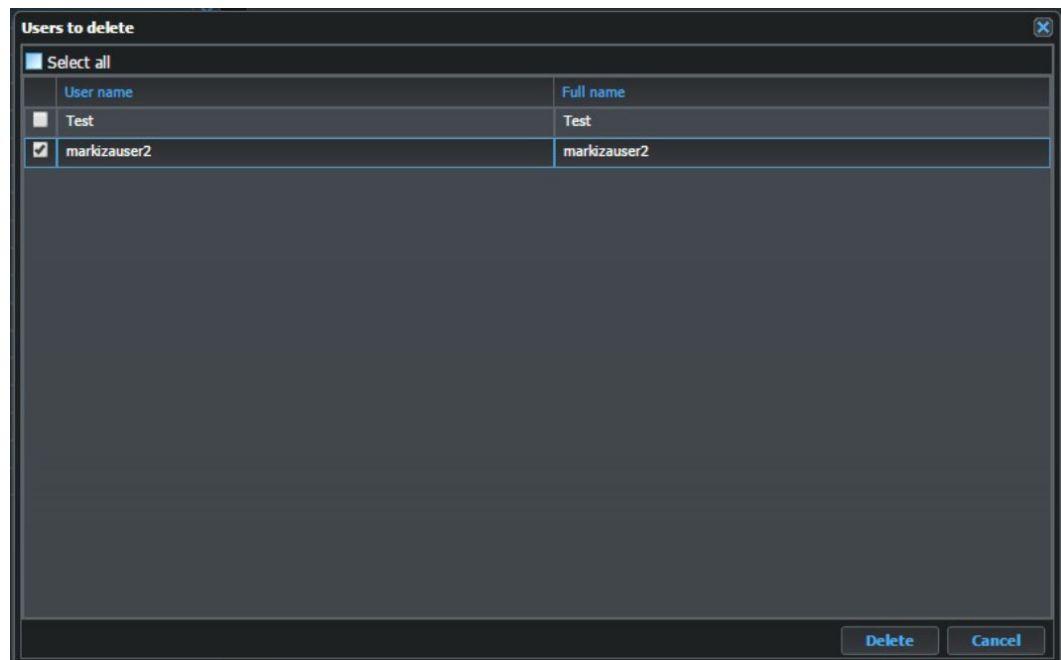 Users to delete
Select all
User name Full name
Test Test
markizauser2 markizauser2
Delete Cancel